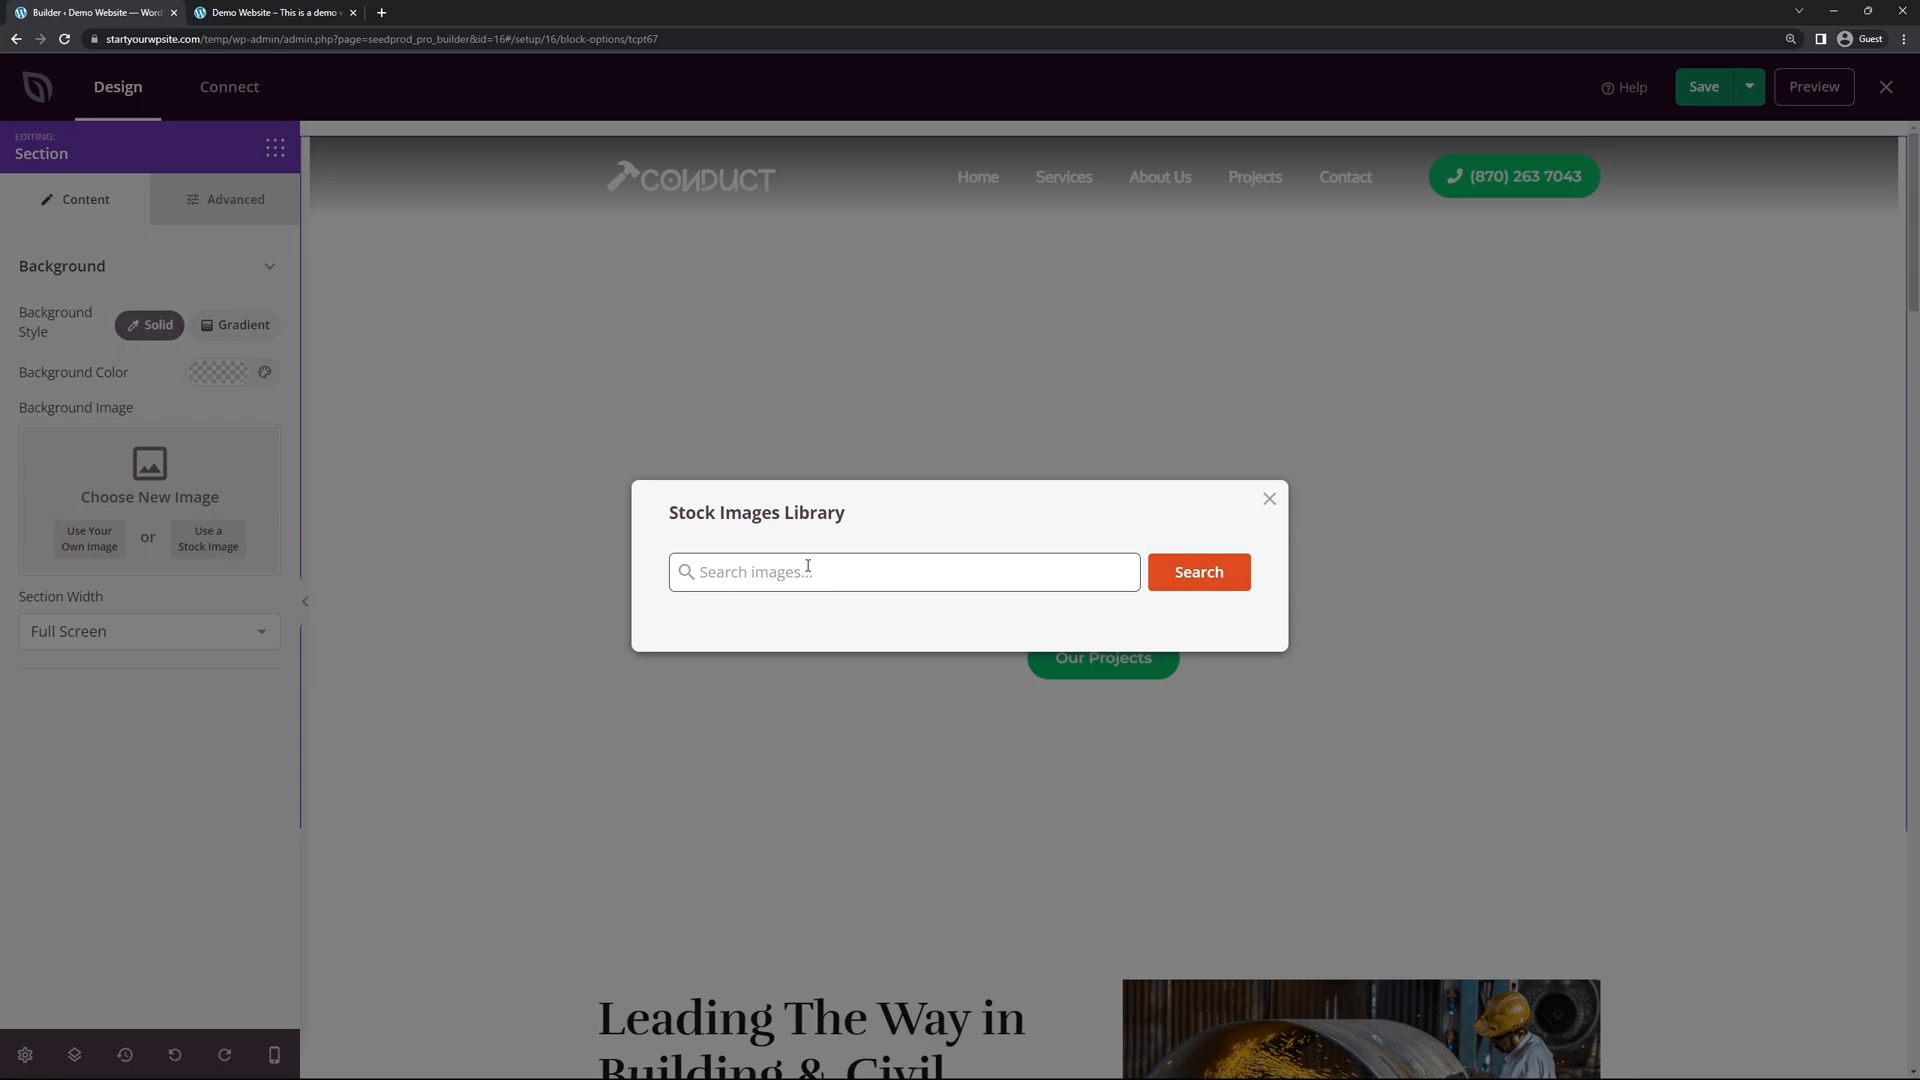 Builder ‹ Demo Website — Word
Demo Website – This is a demo
startyourwpsite.com/temp/wp-admin/admin.php?page=seedprod_pro_builder&id=16#/setup/16/block-options/tcpt67
Guest
Design
Connect
Help
Save
Preview
EDITING:
Section
CONDUCT
Home
Services
About Us
Projects
Contact
(870) 263 7043
Content
Advanced
Background
Background
Style
Solid
Gradient
Background Color
Background Image
Choose New Image
Use Your
Own Image
or
Use a
Stock Image
Section Width
Full Screen
Stock Images Library
Search images...
Search
Our Projects
Leading The Way in
Building & Civil